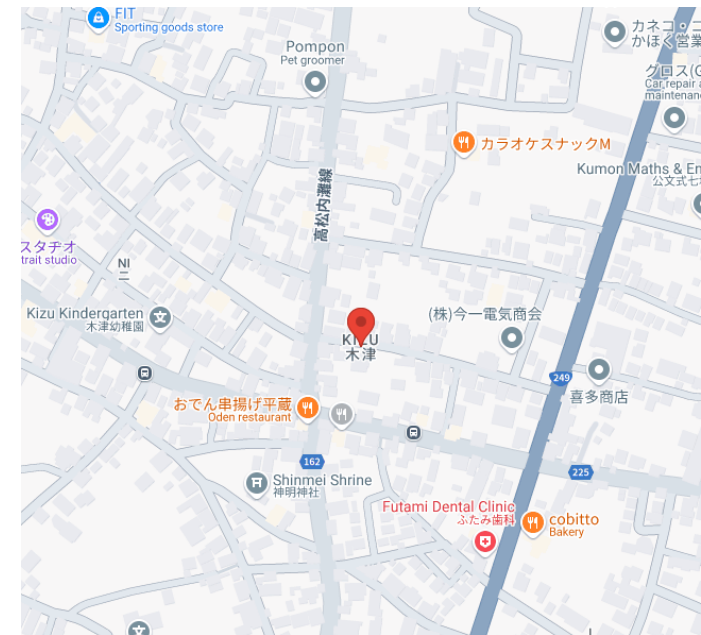 FIT
Sporting goods store
Pompon
Pet groomer
カネコ・コ
かほく営業
グロス(G
Car repair a
maintenanc
カラオケスナックM
Kumon Maths & En
公文式七
高松内灘線
スタヂオ
trait studio
NI
ニ
Kizu Kindergarten
木津幼稚園
(株)今一電気商会
KIZU
木津
249
喜多商店
おでん串揚げ平蔵
Oden restaurant
162
225
Shinmei Shrine
神明神社
Futami Dental Clinic
ふたみ歯科
cobitto
Bakery